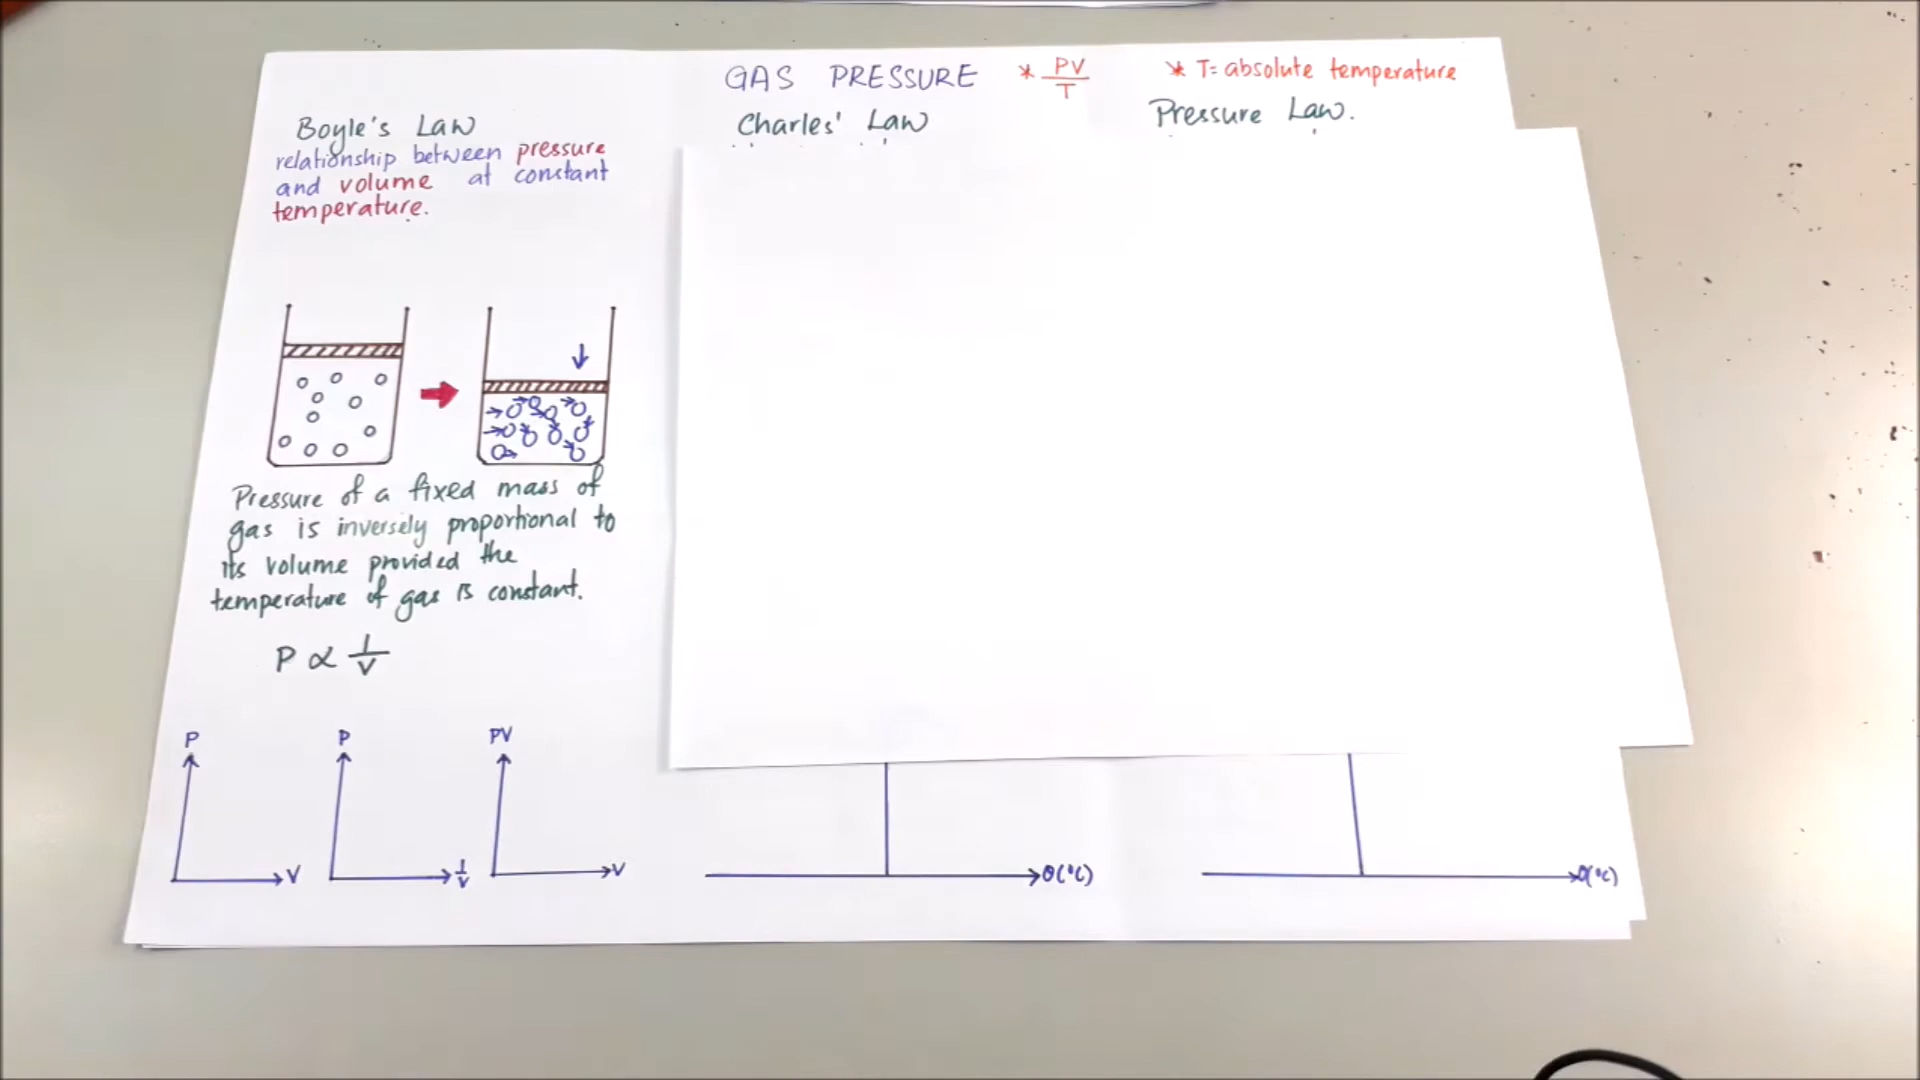 GAS PRESSURE * PV/T * T= absolute temperature
Boyle's Law
relationship between pressure
and volume at constant
temperature.
Charles' Law
Pressure Law.
Pressure of a fixed mass of
gas is inversely proportional to
its volume provided the
temperature of gas is constant.
P ∝ 1/V
P
V
P
1/V
PV
V
θ(°C)
θ(°C)